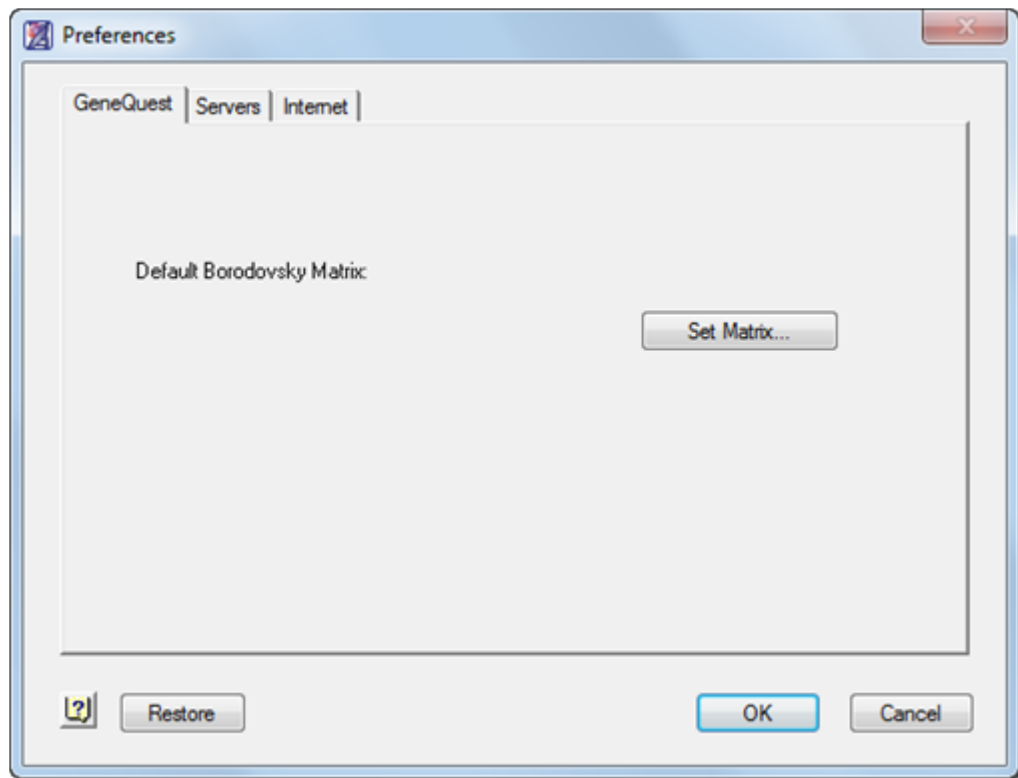 Preferences
GeneQuest Servers Internet
Default Borodovsky Matrix:
Set Matrix...
Restore OK Cancel